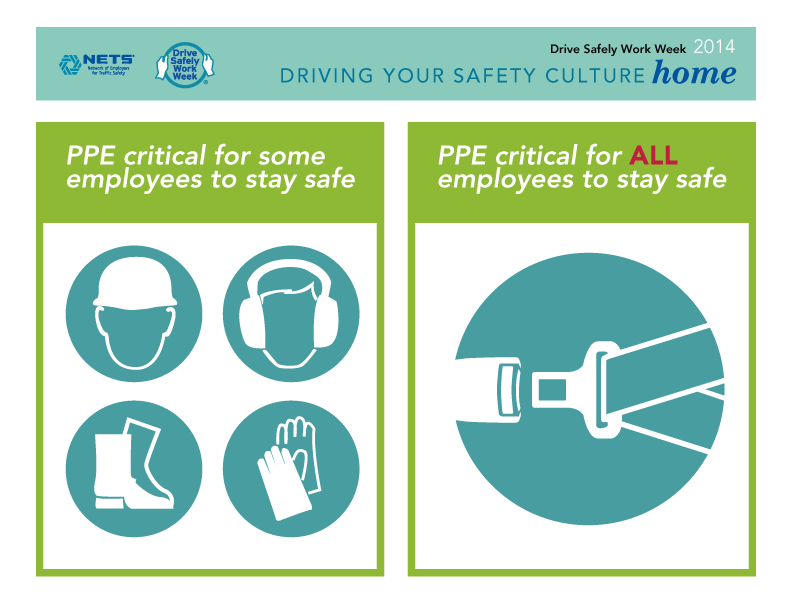 NETS
Network of Employers
for Traffic Safety
Drive
Safely
Work
Week
Drive Safely Work Week 2014
DRIVING YOUR SAFETY CULTURE home
PPE critical for some
employees to stay safe
PPE critical for ALL
employees to stay safe